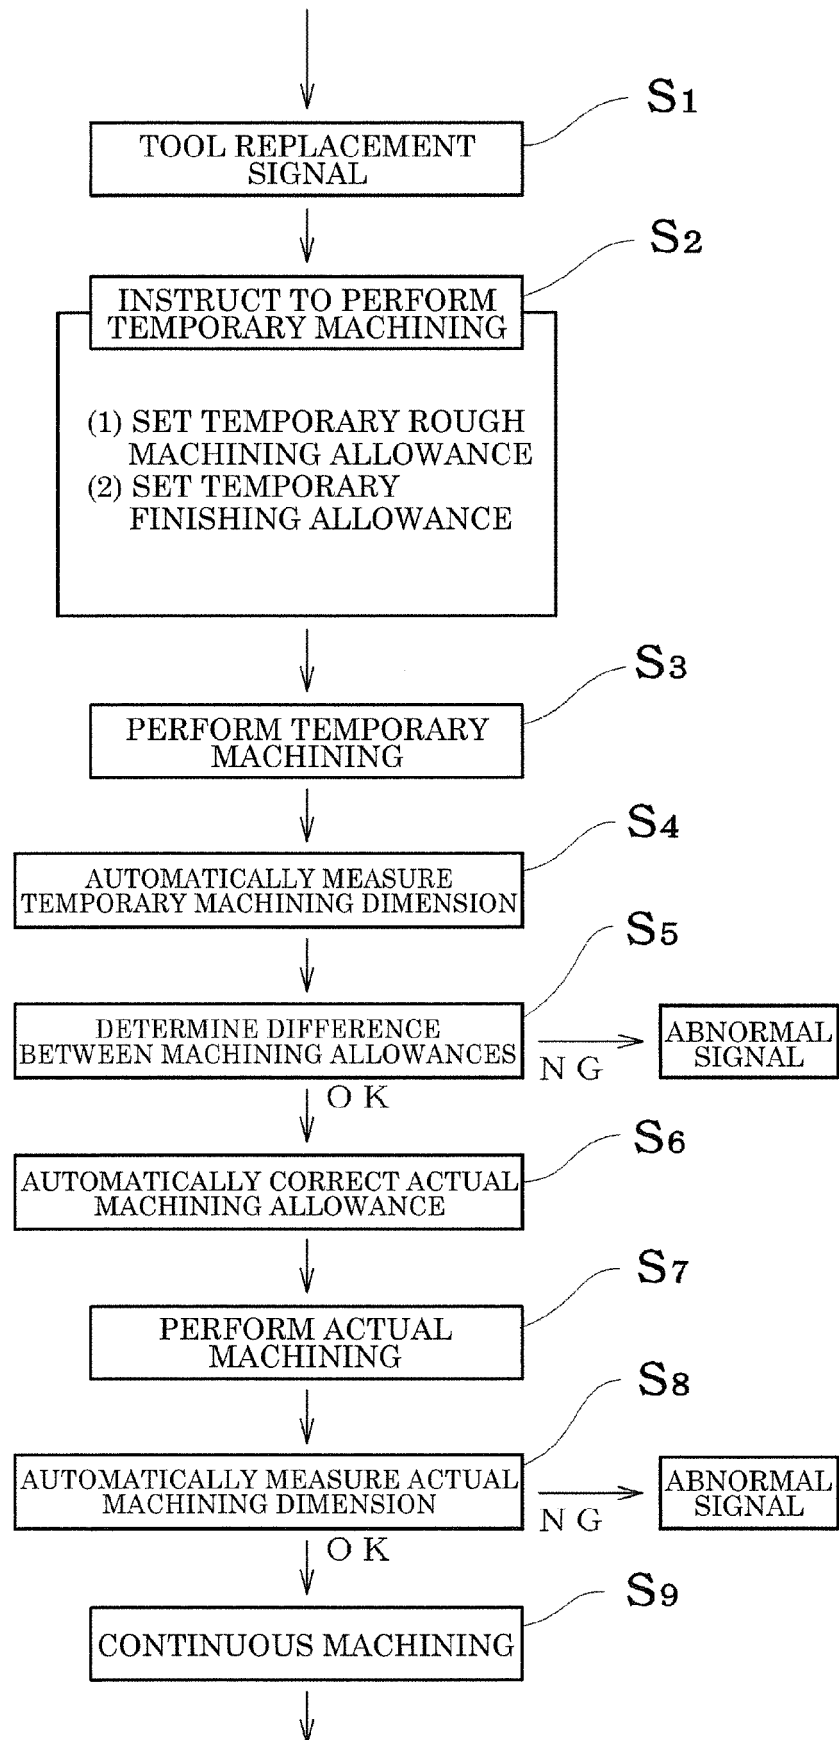 S1
TOOL REPLACEMENT
SIGNAL
S2
INSTRUCT TO PERFORM
TEMPORARY MACHINING
(1) SET TEMPORARY ROUGH
MACHINING ALLOWANCE
(2) SET TEMPORARY
FINISHING ALLOWANCE
S3
PERFORM TEMPORARY
MACHINING
S4
AUTOMATICALLY MEASURE
TEMPORARY MACHINING DIMENSION
S5
DETERMINE DIFFERENCE
BETWEEN MACHINING ALLOWANCES
NG
ABNORMAL
SIGNAL
OK
S6
AUTOMATICALLY CORRECT ACTUAL
MACHINING ALLOWANCE
S7
PERFORM ACTUAL
MACHINING
S8
AUTOMATICALLY MEASURE ACTUAL
MACHINING DIMENSION
NG
ABNORMAL
SIGNAL
OK
S9
CONTINUOUS MACHINING